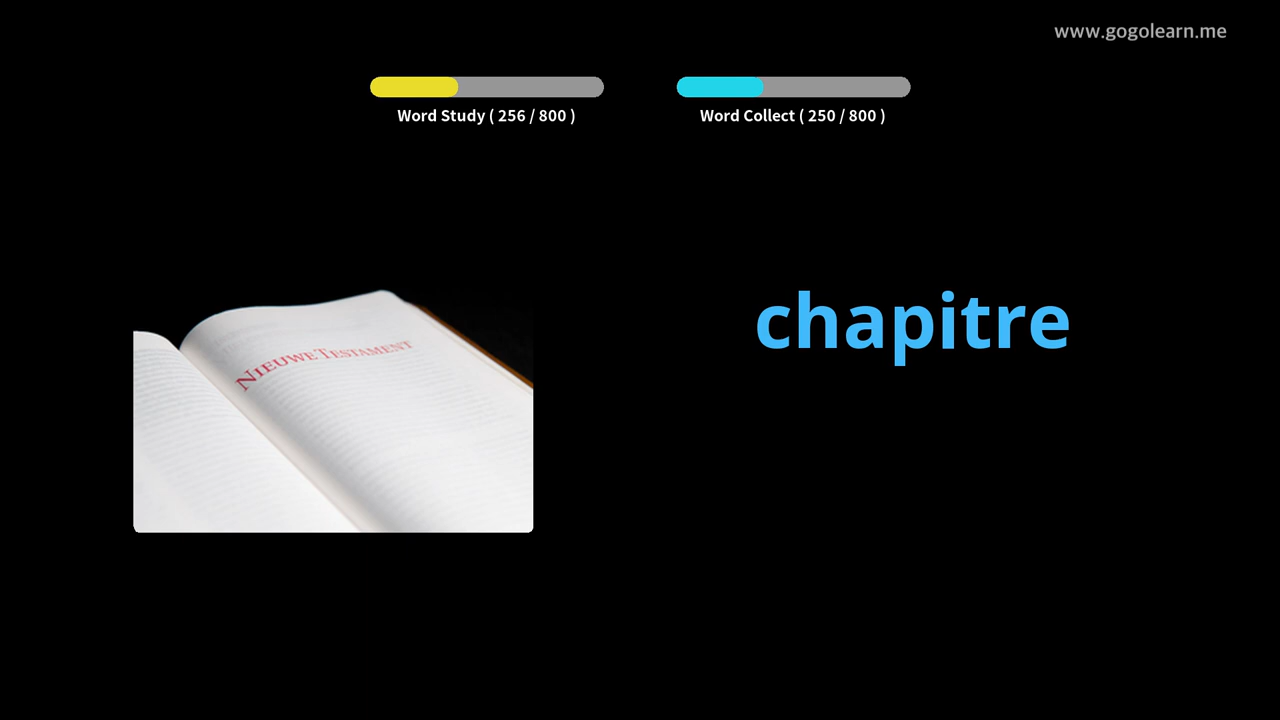 www.gogolearn.me
Word Study ( 256 / 800 )
Word Collect ( 250 / 800 )
chapitre
NIEUWE TESTAMENT